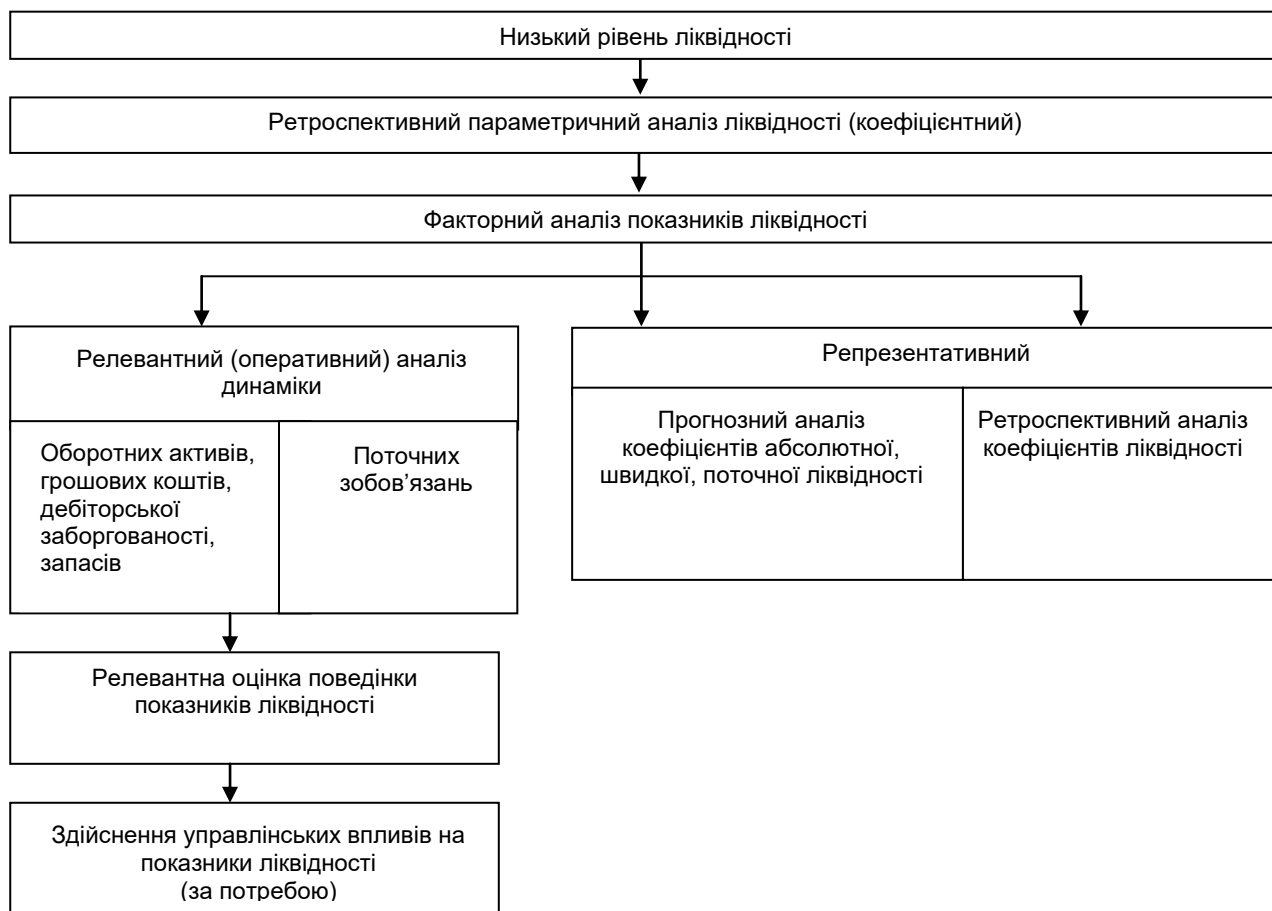 Низький рівень ліквідності
Ретроспективний параметричний аналіз ліквідності (коефіцієнтний)
Факторний аналіз показників ліквідності
Релевантний (оперативний) аналіз
динаміки
Оборотних активів,
грошових коштів,
дебіторської
заборгованості,
запасів
Поточних
зобов’язань
Репрезентативний
Прогнозний аналіз
коефіцієнтів абсолютної,
швидкої, поточної ліквідності
Ретроспективний аналіз
коефіцієнтів ліквідності
Релевантна оцінка поведінки
показників ліквідності
Здійснення управлінських впливів на
показники ліквідності
(за потребою)